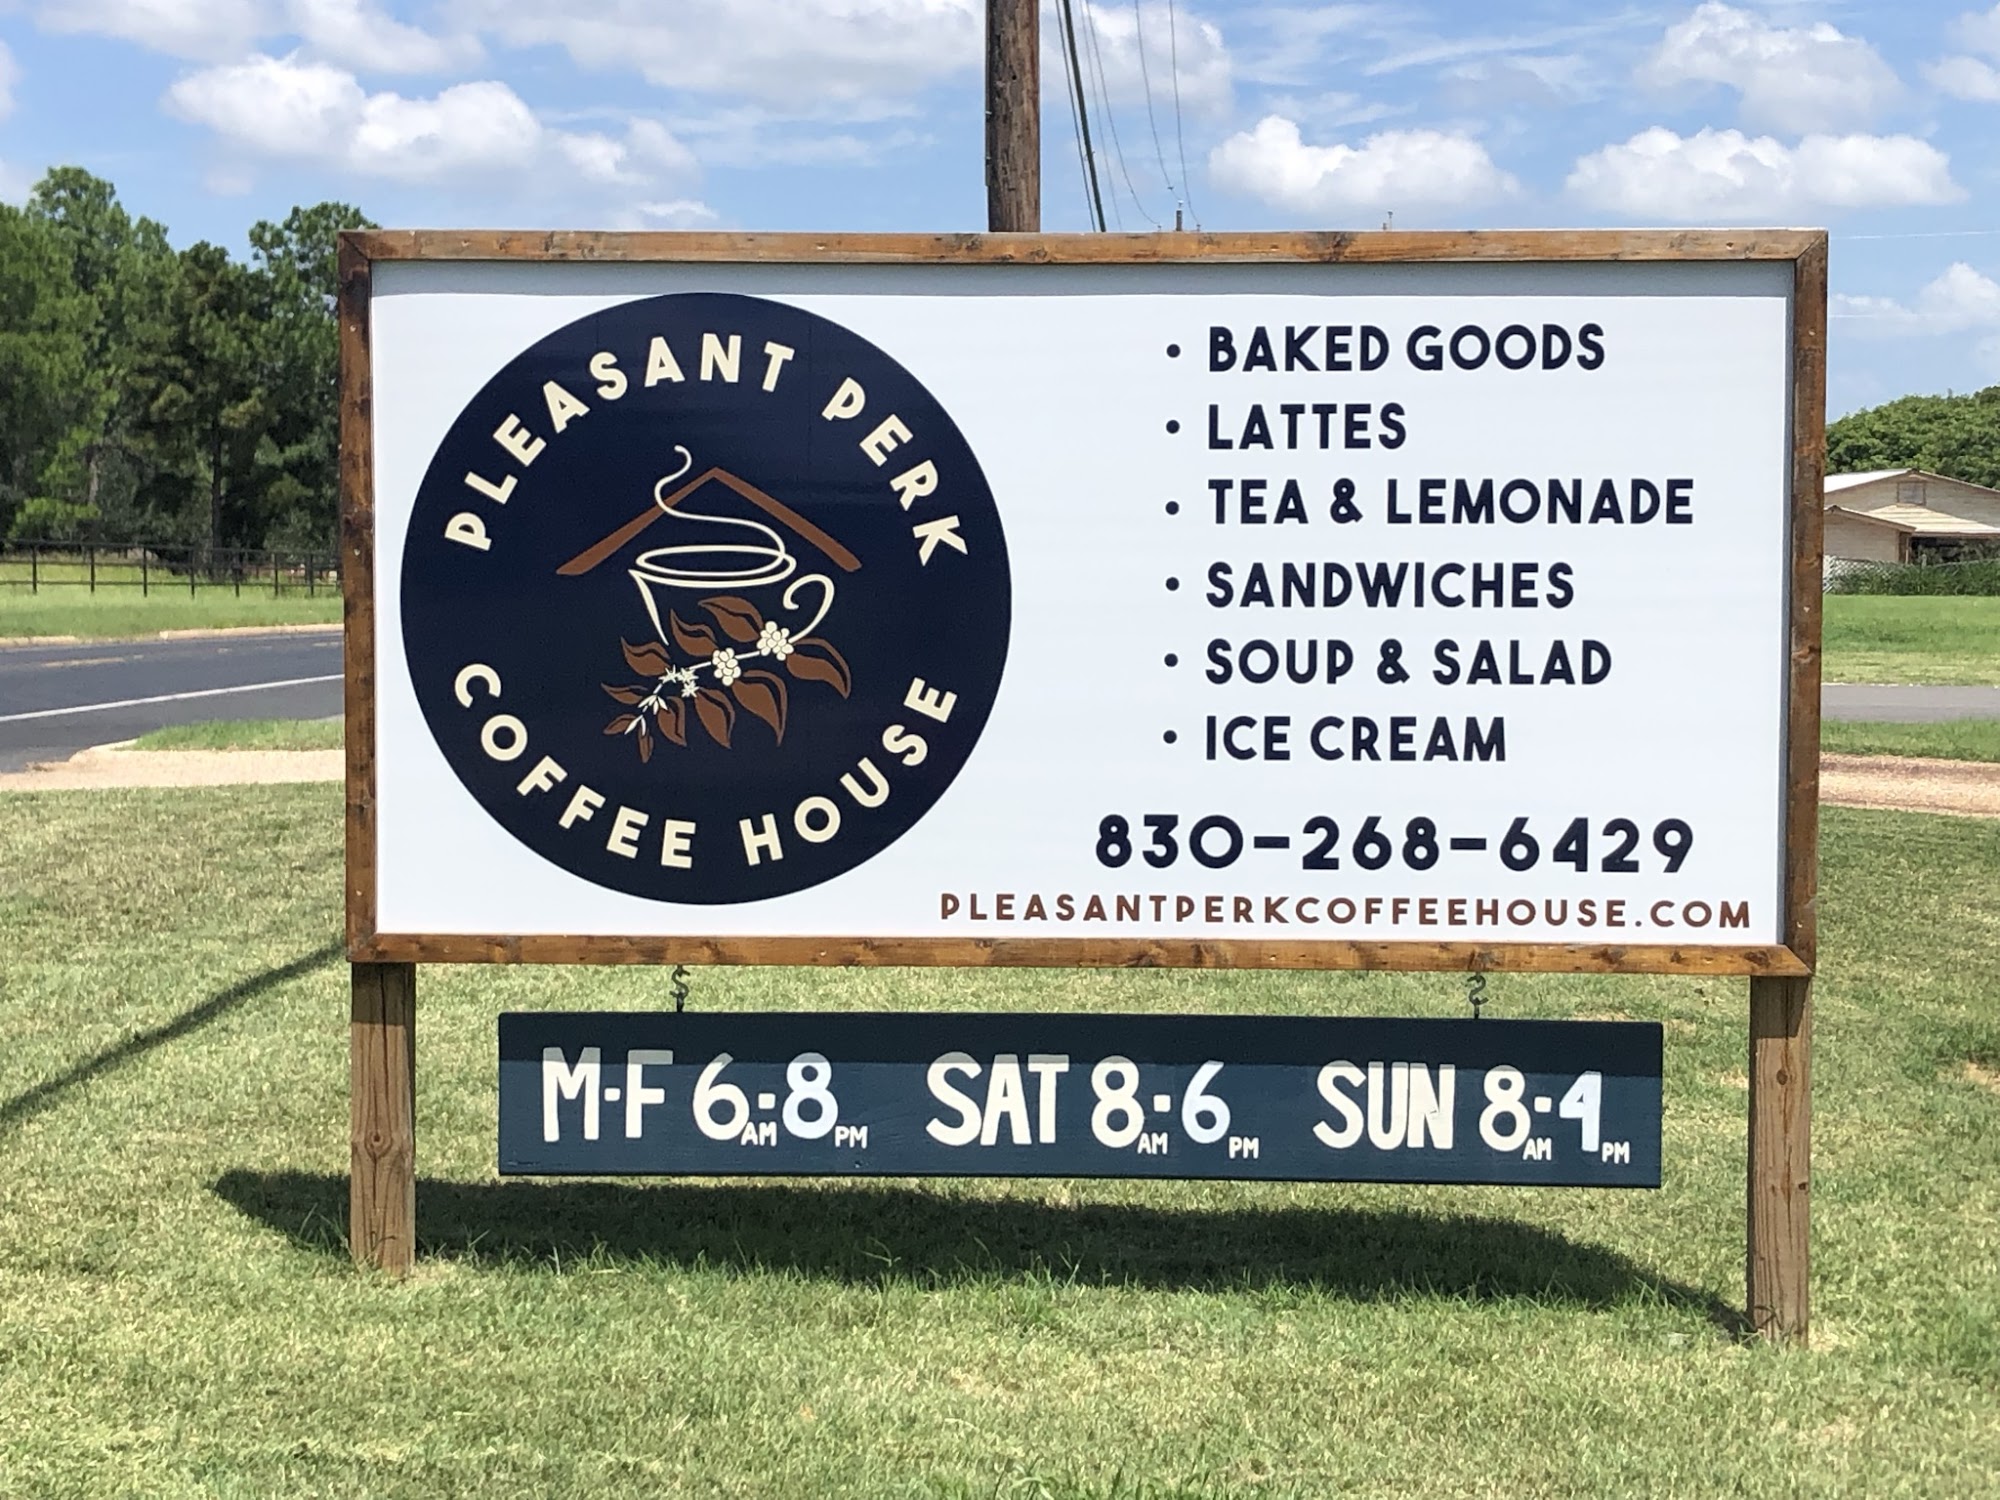 PLEASANT PERK
COFFEE HOUSE
• BAKED GOODS
• LATTES
• TEA & LEMONADE
• SANDWICHES
• SOUP & SALAD
• ICE CREAM
830-268-6429
PLEASANTPERKCOFFEEHOUSE.COM
M-F 6AM-8PM SAT 8AM-6PM SUN 8AM-4PM